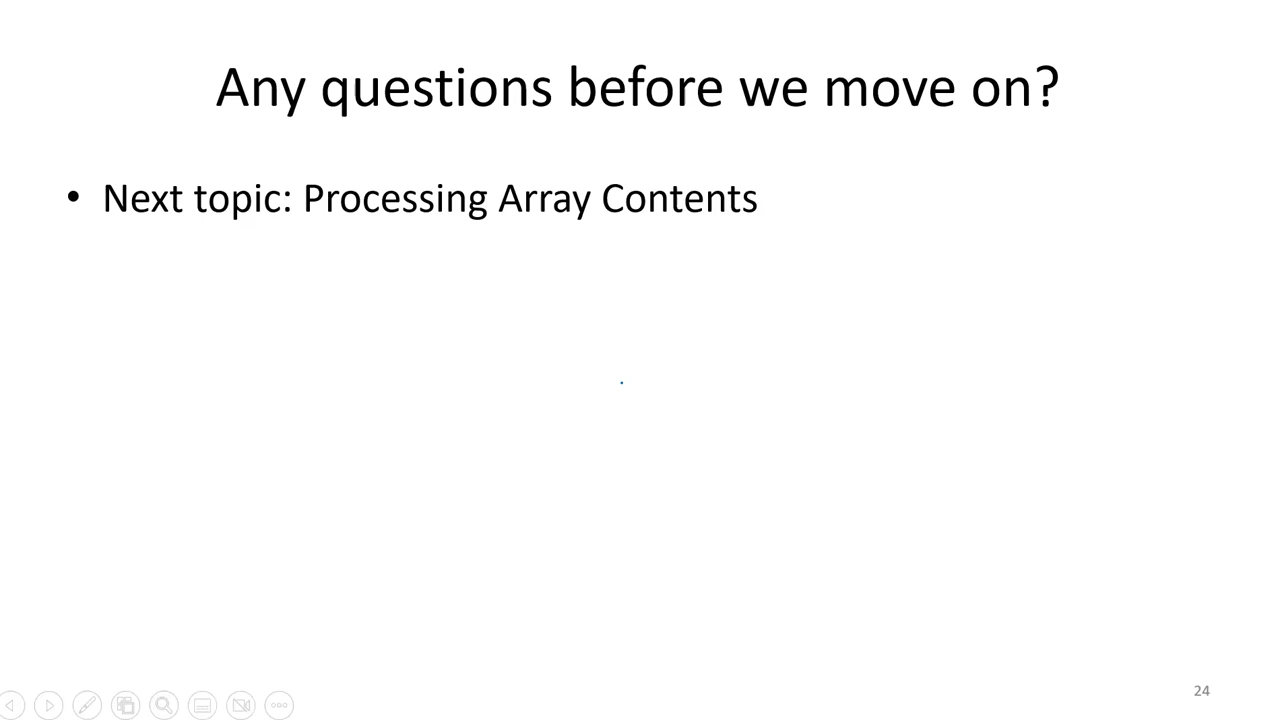 Any questions before we move on?
• Next topic: Processing Array Contents
24